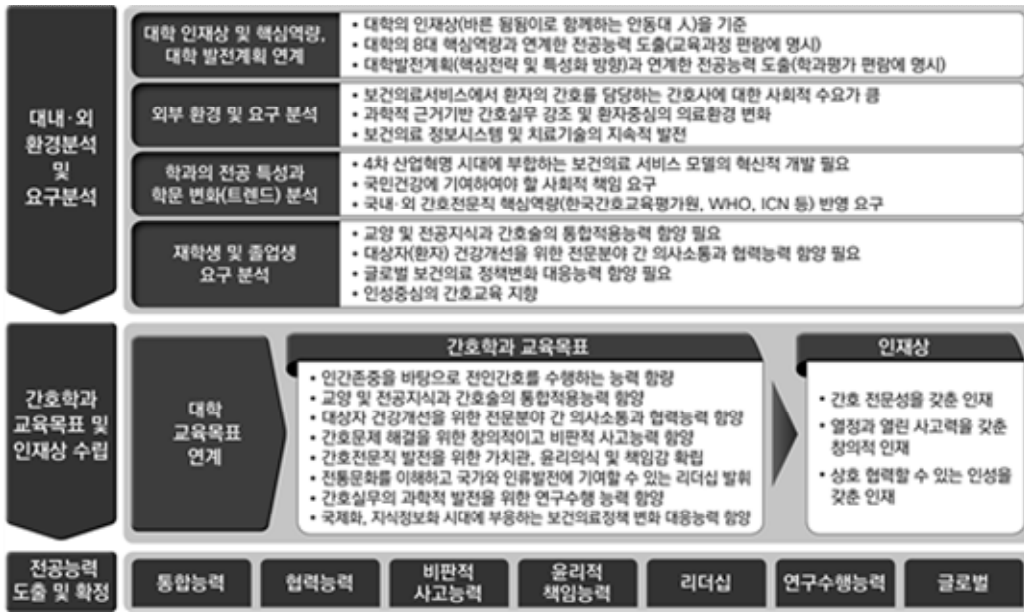 대내·외
환경분석
및
요구분석
대학 인재상 및 핵심역량,
대학 발전계획 연계
• 대학의 인재상(바른 됨됨이로 함께하는 안동대 人)을 기준
• 대학의 8대 핵심역량과 연계한 전공능력 도출(교육과정 편람에 명시)
• 대학발전계획(핵심전략 및 특성화 방향)과 연계한 전공능력 도출(학과평가 편람에 명시)
외부 환경 및 요구 분석
• 보건의료서비스에서 환자의 간호를 담당하는 간호사에 대한 사회적 수요가 큼
• 과학적 근거기반 간호실무 강조 및 환자중심의 의료환경 변화
• 보건의료 정보시스템 및 치료기술의 지속적 발전
학과의 전공 특성과
학문 변화(트렌드) 분석
• 4차 산업혁명 시대에 부합하는 보건의료 서비스 모델의 혁신적 개발 필요
• 국민건강에 기여하여야 할 사회적 책임 요구
• 국내·외 간호전문직 핵심역량(한국간호교육평가원, WHO, ICN 등) 반영 요구
재학생 및 졸업생
요구 분석
• 교양 및 전공지식과 간호술의 통합적용능력 함양 필요
• 대상자(환자) 건강개선을 위한 전문분야 간 의사소통과 협력능력 함양 필요
• 글로벌 보건의료 정책변화 대응능력 함양 필요
• 인성중심의 간호교육 지향
간호학과
교육목표 및
인재상 수립
대학
교육목표
연계
간호학과 교육목표
• 인간존중을 바탕으로 전인간호를 수행하는 능력 함량
• 교양 및 전공지식과 간호술의 통합적용능력 함양
• 대상자 건강개선을 위한 전문분야 간 의사소통과 협력능력 함양
• 간호문제 해결을 위한 창의적이고 비판적 사고능력 함양
• 간호전문직 발전을 위한 가치관, 윤리의식 및 책임감 확립
• 전통문화를 이해하고 국가와 인류발전에 기여할 수 있는 리더십 발휘
• 간호실무의 과학적 발전을 위한 연구수행 능력 함양
• 국제화, 지식정보화 시대에 부응하는 보건의료정책 변화 대응능력 함양
인재상
• 간호 전문성을 갖춘 인재
• 열정과 열린 사고력을 갖춘
창의적 인재
• 상호 협력할 수 있는 인성을
갖춘 인재
전공능력
도출 및 확정
통합능력
협력능력
비판적
사고능력
윤리적
책임능력
리더십
연구수행능력
글로벌